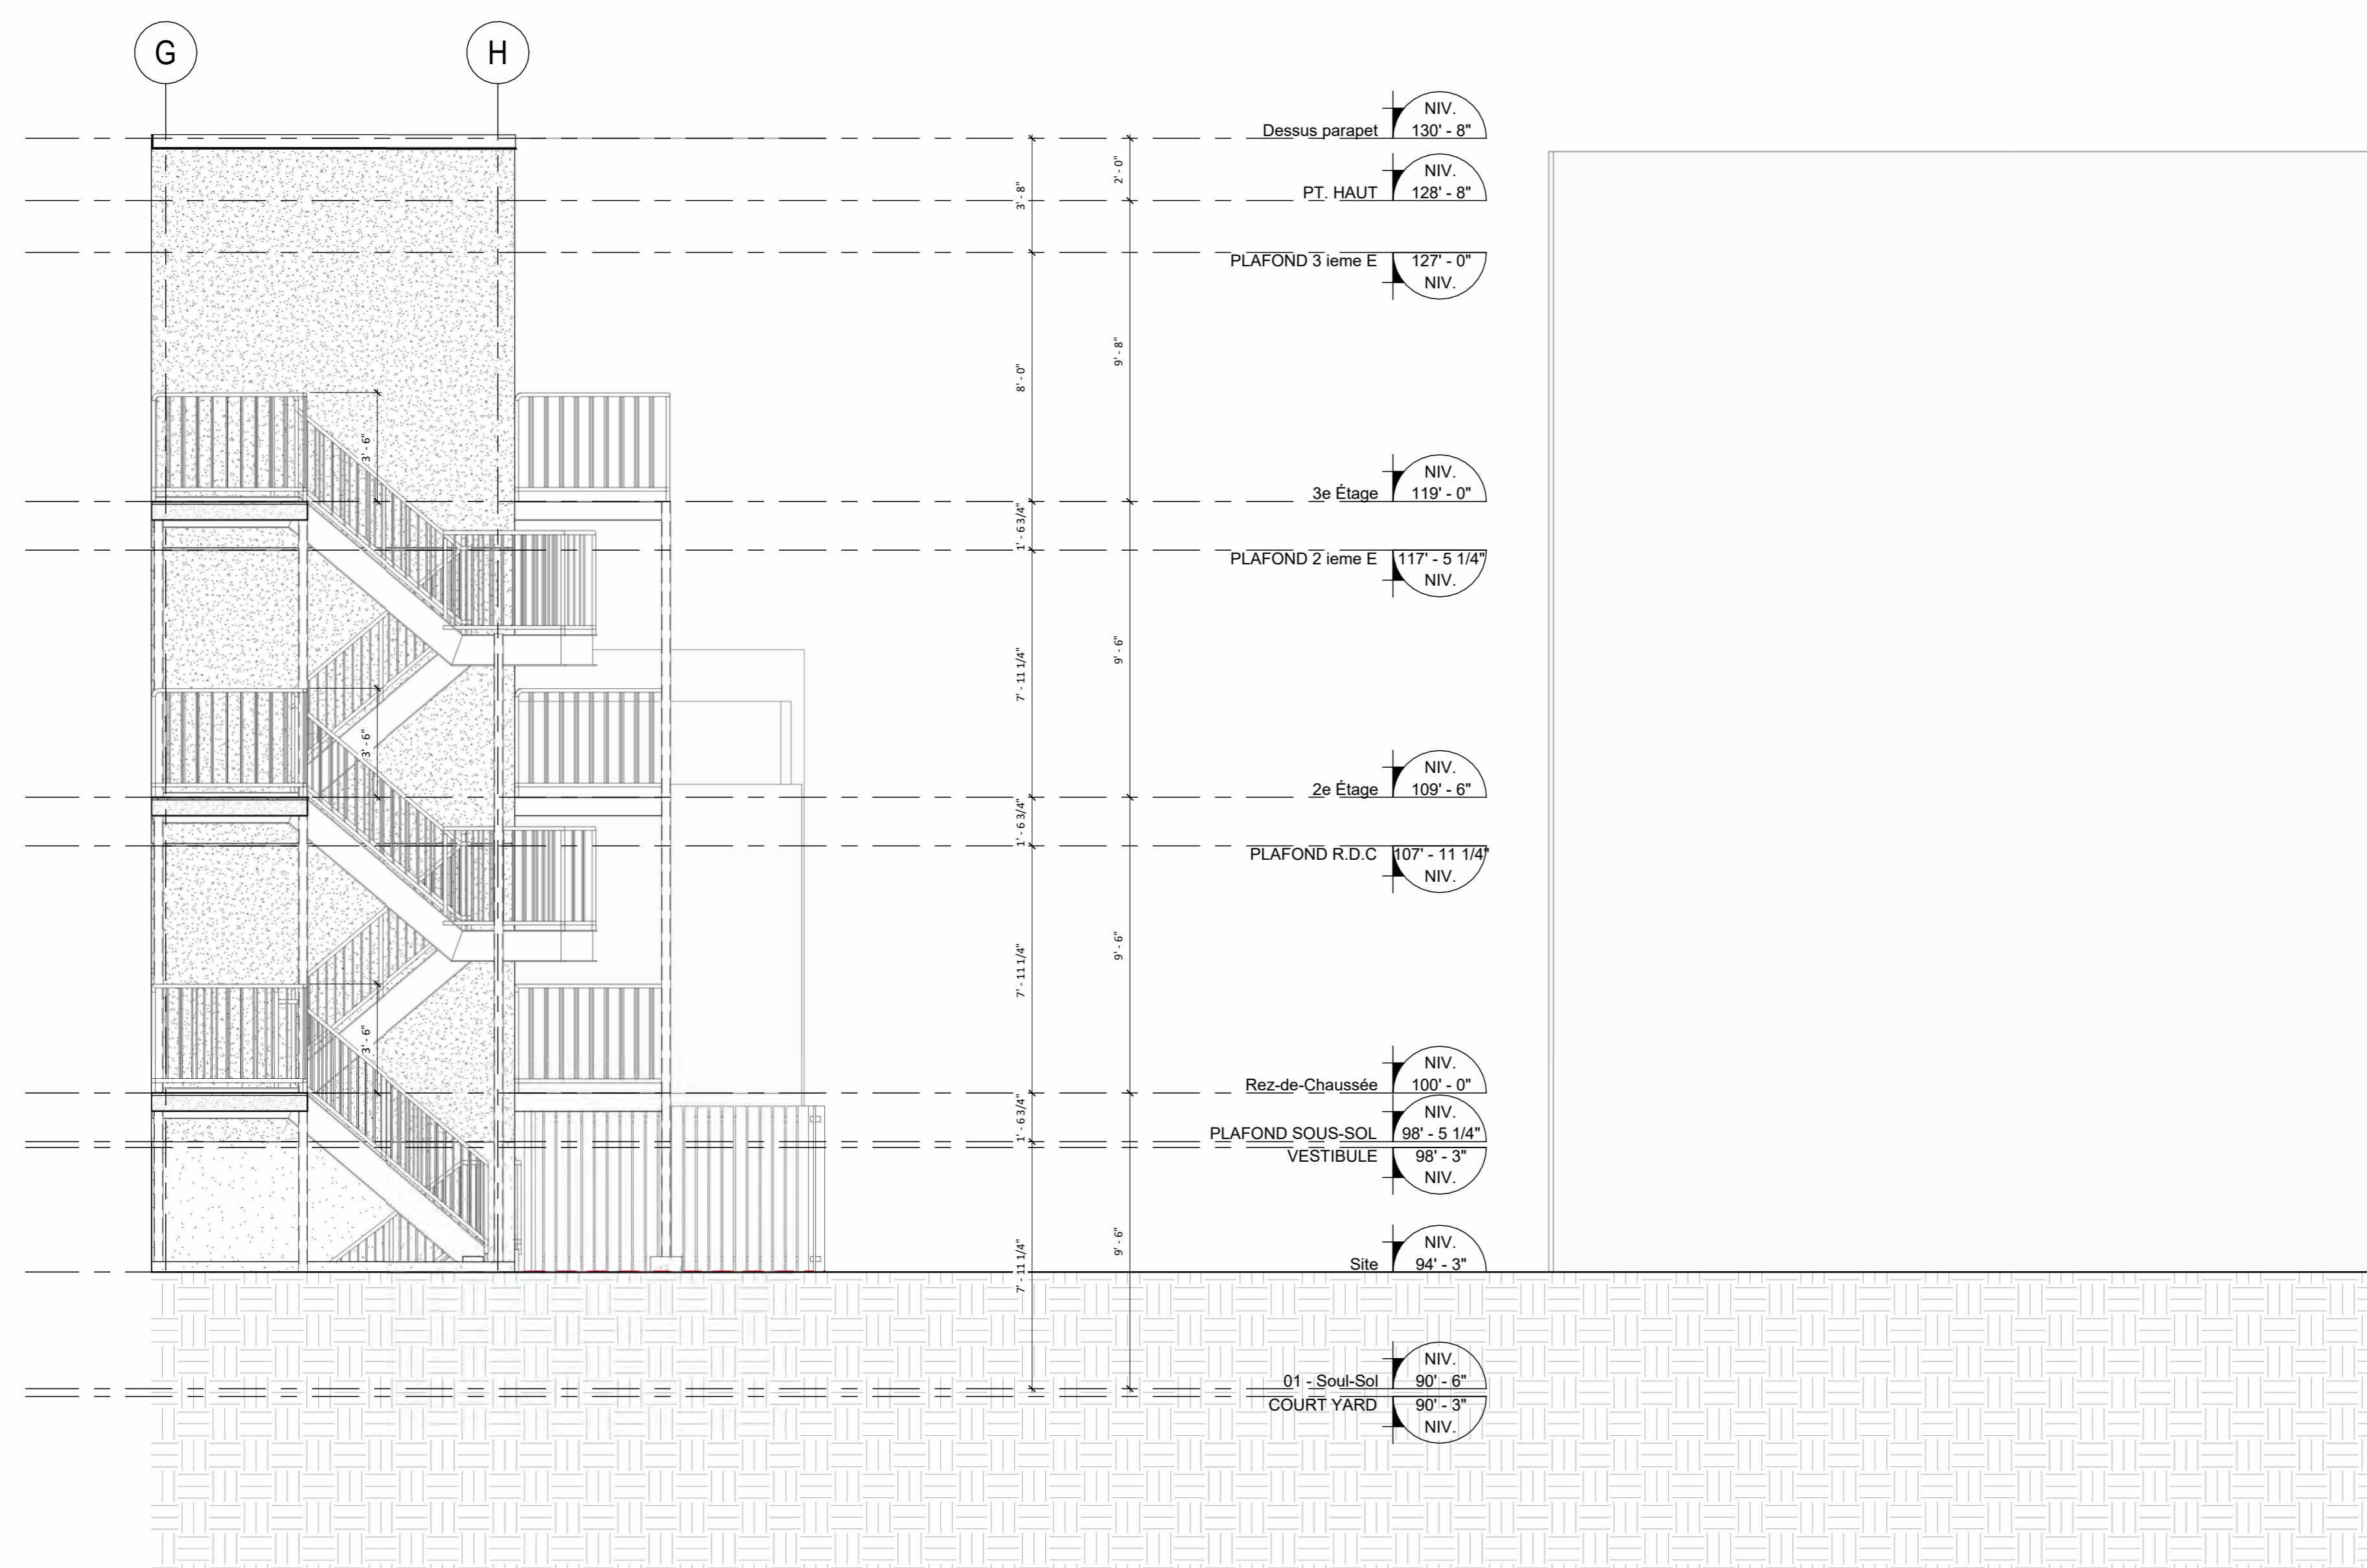 G
H
NIV.
Dessus parapet 130' - 8"
NIV.
PT. HAUT 128' - 8"
PLAFOND 3 ieme E 127' - 0"
NIV.
NIV.
3e Étage 119' - 0"
PLAFOND 2 ieme E 117' - 5 1/4"
NIV.
NIV.
2e Étage 109' - 6"
PLAFOND R.D.C 107' - 11 1/4"
NIV.
NIV.
Rez-de-Chaussée 100' - 0"
NIV.
PLAFOND SOUS-SOL 98' - 5 1/4"
VESTIBULE 98' - 3"
NIV.
NIV.
Site 94' - 3"
NIV.
01 - Soul-Sol 90' - 6"
COURT YARD 90' - 3"
NIV.
3' - 6"
3' - 6"
3' - 6"
3' - 8"
8' - 0"
1' - 6 3/4"
7' - 11 1/4"
1' - 6 3/4"
7' - 11 1/4"
1' - 6 3/4"
7' - 11 1/4"
2' - 0"
9' - 8"
9' - 6"
9' - 6"
9' - 6"